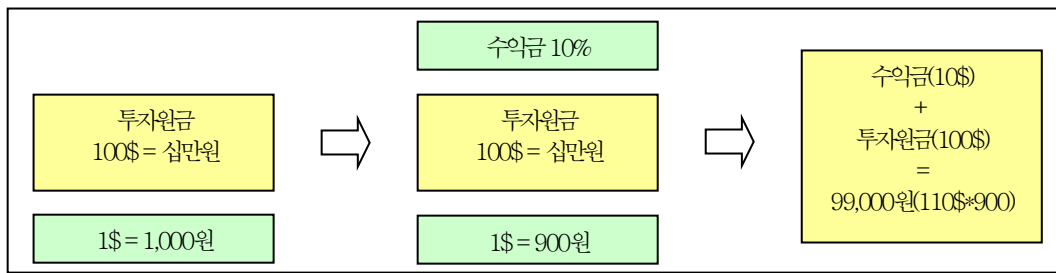 투자원금
100$ = 십만원
1$ = 1,000원
수익금 10%
투자원금
100$ = 십만원
1$ = 900원
수익금(10$)
+
투자원금(100$)
=
99,000원(110$*900)